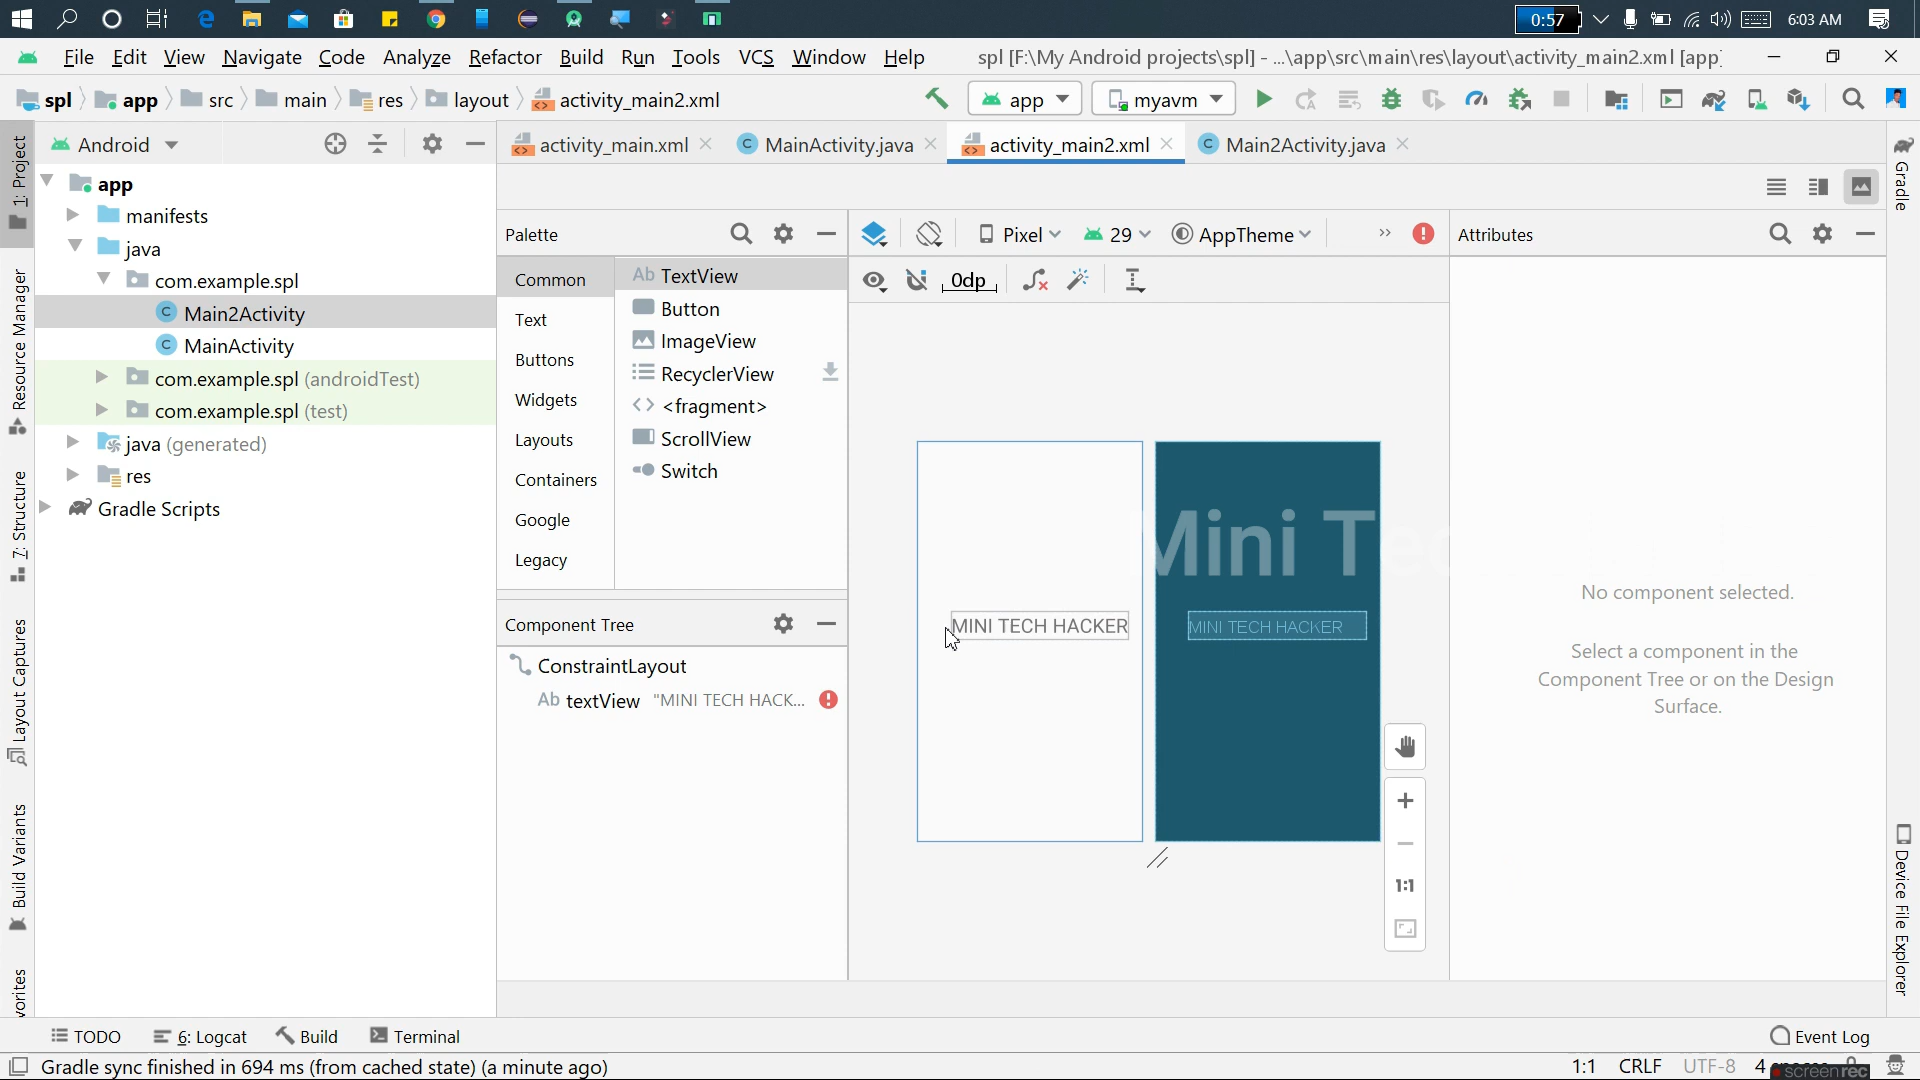 0:57
6:03 AM
File Edit View Navigate Code Analyze Refactor Build Run Tools VCS Window Help
spl [F:\My Android projects\spl] - ...\app\src\main\res\layout\activity_main2.xml [app]
spl app src main res layout activity_main2.xml
app
myavm
Android
activity_main.xml
MainActivity.java
activity_main2.xml
Main2Activity.java
1: Project
Resource Manager
7: Structure
Layout Captures
Build Variants
app
manifests
java
com.example.spl
Main2Activity
MainActivity
com.example.spl (androidTest)
com.example.spl (test)
java (generated)
res
Gradle Scripts
Palette
Common
Text
Buttons
Widgets
Layouts
Containers
Google
Legacy
Ab TextView
Button
ImageView
RecyclerView
<fragment>
ScrollView
Switch
Component Tree
ConstraintLayout
Ab textView "MINI TECH HACK...
Pixel
29
AppTheme
0dp
MINI TECH HACKER
MINI TECH HACKER
Mini Tec
1:1
Attributes
No component selected.
Select a component in the
Component Tree or on the Design
Surface.
Gradle
Device File Explorer
TODO
6: Logcat
Build
Terminal
Event Log
Gradle sync finished in 694 ms (from cached state) (a minute ago)
1:1 CRLF UTF-8 4
screenrec